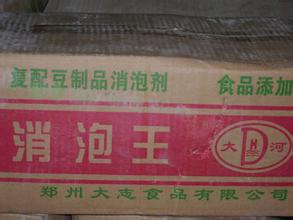 复配豆制品消泡剂 食品添加
消泡王 大河
郑州大志食品有限公司